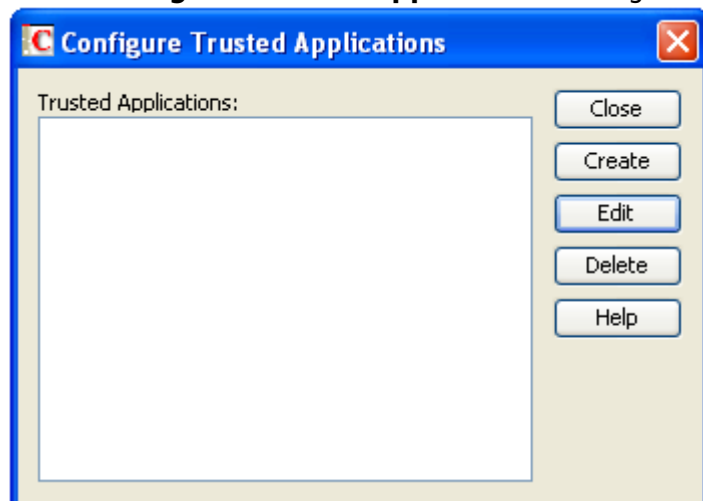 C Configure Trusted Applications
Trusted Applications:
Close
Create
Edit
Delete
Help